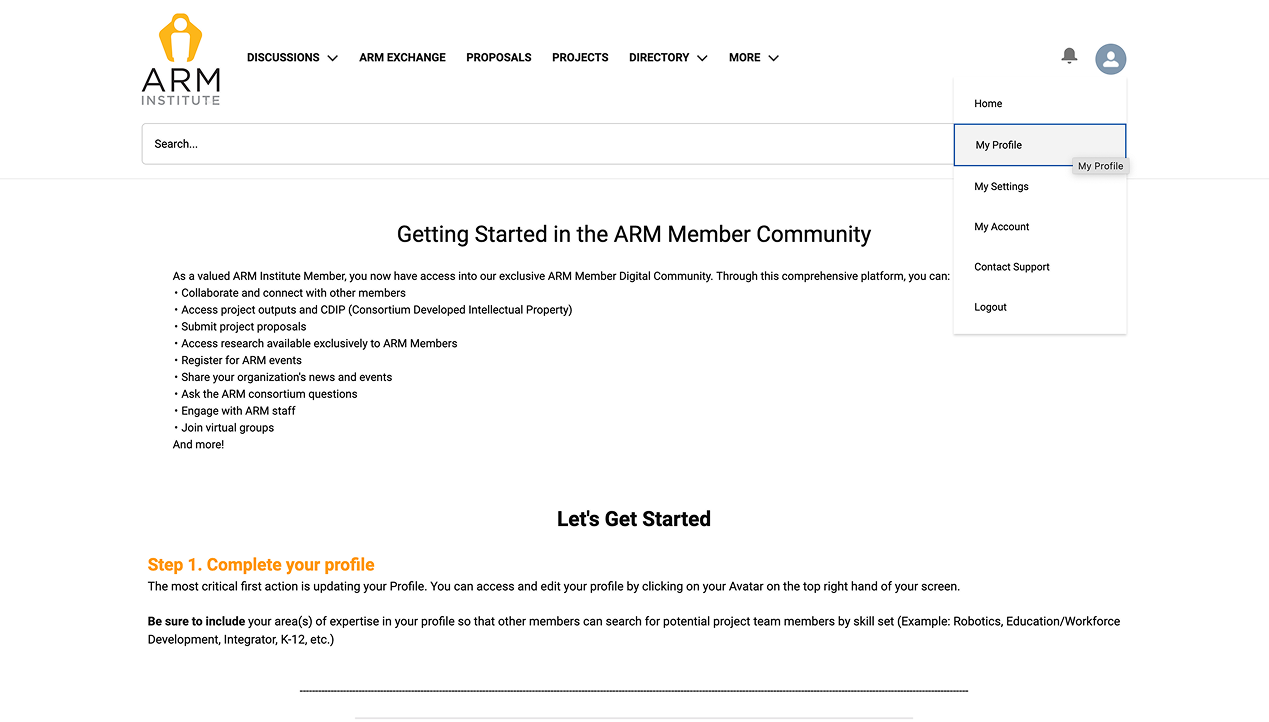 ARM
INSTITUTE
DISCUSSIONS ARM EXCHANGE PROPOSALS PROJECTS DIRECTORY MORE
Search...
Home
My Profile
My Profile
My Settings
My Account
Contact Support
Logout
Getting Started in the ARM Member Community
As a valued ARM Institute Member, you now have access into our exclusive ARM Member Digital Community. Through this comprehensive platform, you can:
• Collaborate and connect with other members
• Access project outputs and CDIP (Consortium Developed Intellectual Property)
• Submit project proposals
• Access research available exclusively to ARM Members
• Register for ARM events
• Share your organization's news and events
• Ask the ARM consortium questions
• Engage with ARM staff
• Join virtual groups
And more!
Let's Get Started
Step 1. Complete your profile
The most critical first action is updating your Profile. You can access and edit your profile by clicking on your Avatar on the top right hand of your screen.
Be sure to include your area(s) of expertise in your profile so that other members can search for potential project team members by skill set (Example: Robotics, Education/Workforce
Development, Integrator, K-12, etc.)